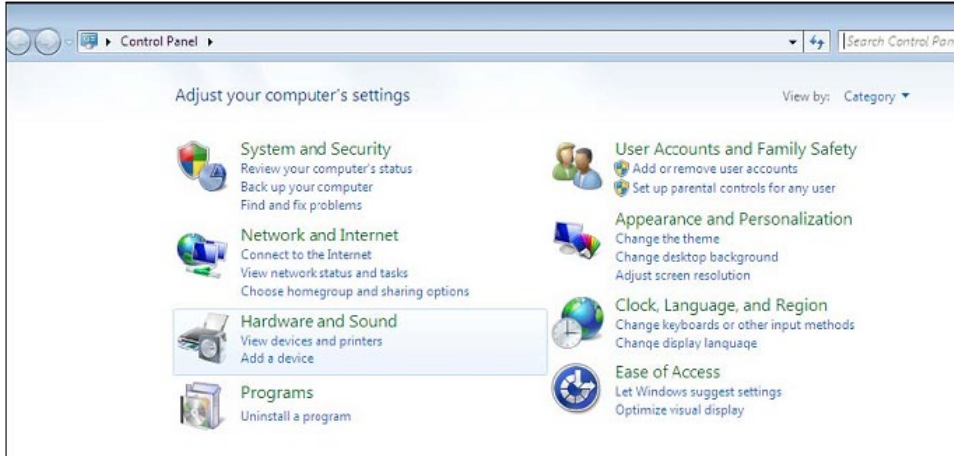 Control Panel
Search Control Pan
Adjust your computer's settings
View by: Category
System and Security
Review your computer's status
Back up your computer
Find and fix problems
Network and Internet
Connect to the Internet
View network status and tasks
Choose homegroup and sharing options
Hardware and Sound
View devices and printers
Add a device
Programs
Uninstall a program
User Accounts and Family Safety
Add or remove user accounts
Set up parental controls for any user
Appearance and Personalization
Change the theme
Change desktop background
Adjust screen resolution
Clock, Language, and Region
Change keyboards or other input methods
Change display language
Ease of Access
Let Windows suggest settings
Optimize visual display